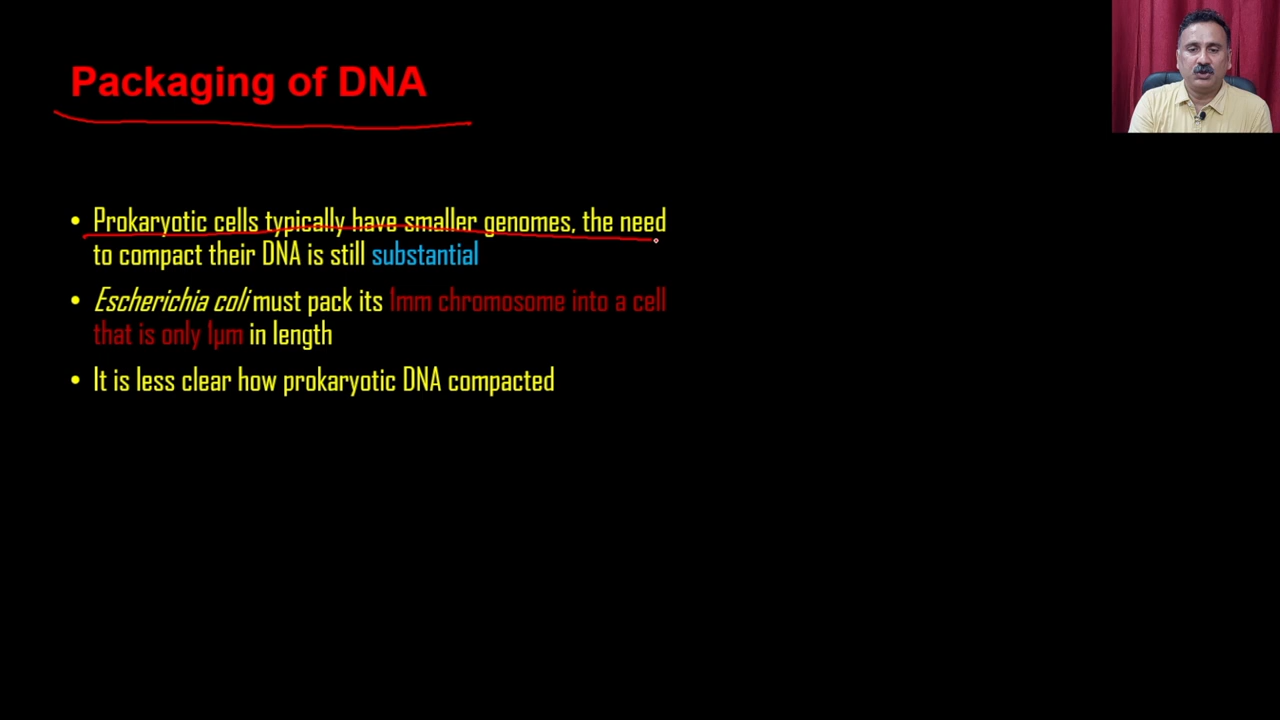 Packaging of DNA
• Prokaryotic cells typically have smaller genomes, the need
to compact their DNA is still substantial
• Escherichia coli must pack its 1mm chromosome into a cell
that is only 1µm in length
• It is less clear how prokaryotic DNA compacted